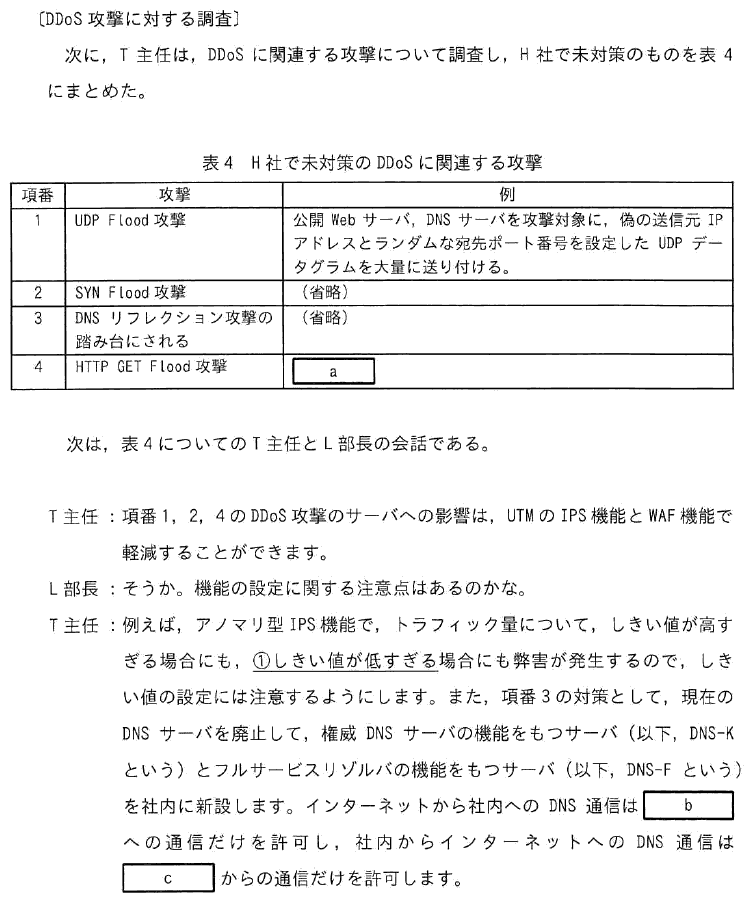 〔DDoS 攻撃に対する調査〕
次に，T 主任は，DDoS に関連する攻撃について調査し，H 社で未対策のものを表 4
にまとめた。
表 4　H 社で未対策の DDoS に関連する攻撃
項番　攻撃　例
1　UDP Flood 攻撃　公開 Web サーバ，DNS サーバを攻撃対象に，偽の送信元 IP
アドレスとランダムな宛先ポート番号を設定した UDP デー
タグラムを大量に送り付ける。
2　SYN Flood 攻撃　（省略）
3　DNS リフレクション攻撃の　（省略）
踏み台にされる
4　HTTP GET Flood 攻撃　a
次は，表 4 についての T 主任と L 部長の会話である。
T 主任：項番 1，2，4 の DDoS 攻撃のサーバへの影響は，UTM の IPS 機能と WAF 機能で
軽減することができます。
L 部長：そうか。機能の設定に関する注意点はあるのかな。
T 主任：例えば，アノマリ型 IPS 機能で，トラフィック量について，しきい値が高す
ぎる場合にも，①しきい値が低すぎる場合にも弊害が発生するので，しき
い値の設定には注意するようにします。また，項番 3 の対策として，現在の
DNS サーバを廃止して，権威 DNS サーバの機能をもつサーバ（以下，DNS-K
という）とフルサービスリゾルバの機能をもつサーバ（以下，DNS-F という）
を社内に新設します。インターネットから社内への DNS 通信は b
への通信だけを許可し，社内からインターネットへの DNS 通信は
c からの通信だけを許可します。